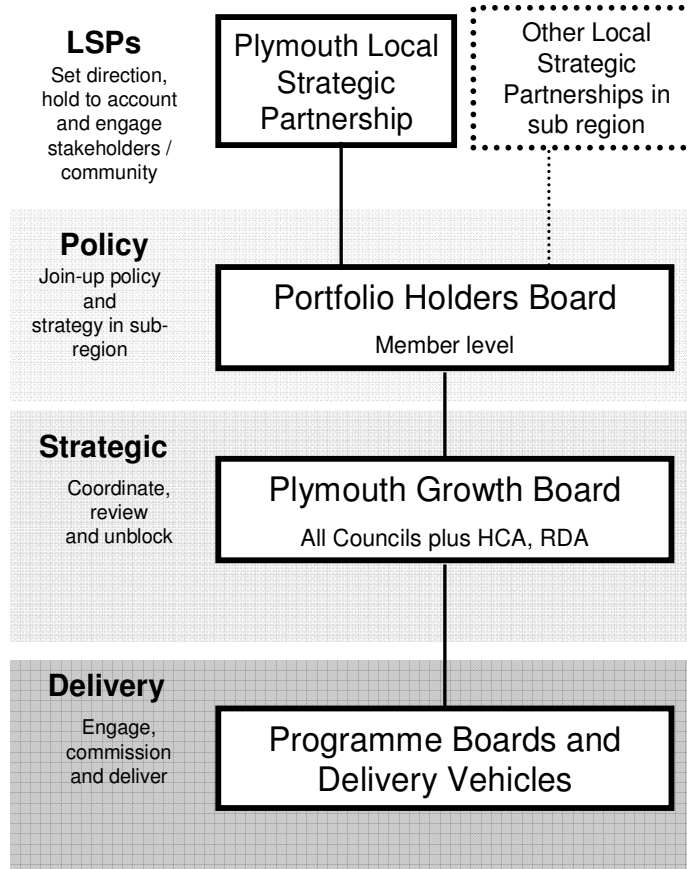 LSPs
Set direction,
hold to account
and engage
stakeholders /
community
Plymouth Local
Strategic
Partnership
Other Local
Strategic
Partnerships in
sub region
Policy
Join-up policy
and
strategy in sub-
region
Portfolio Holders Board
Member level
Strategic
Coordinate,
review
and unblock
Plymouth Growth Board
All Councils plus HCA, RDA
Delivery
Engage,
commission
and deliver
Programme Boards and
Delivery Vehicles